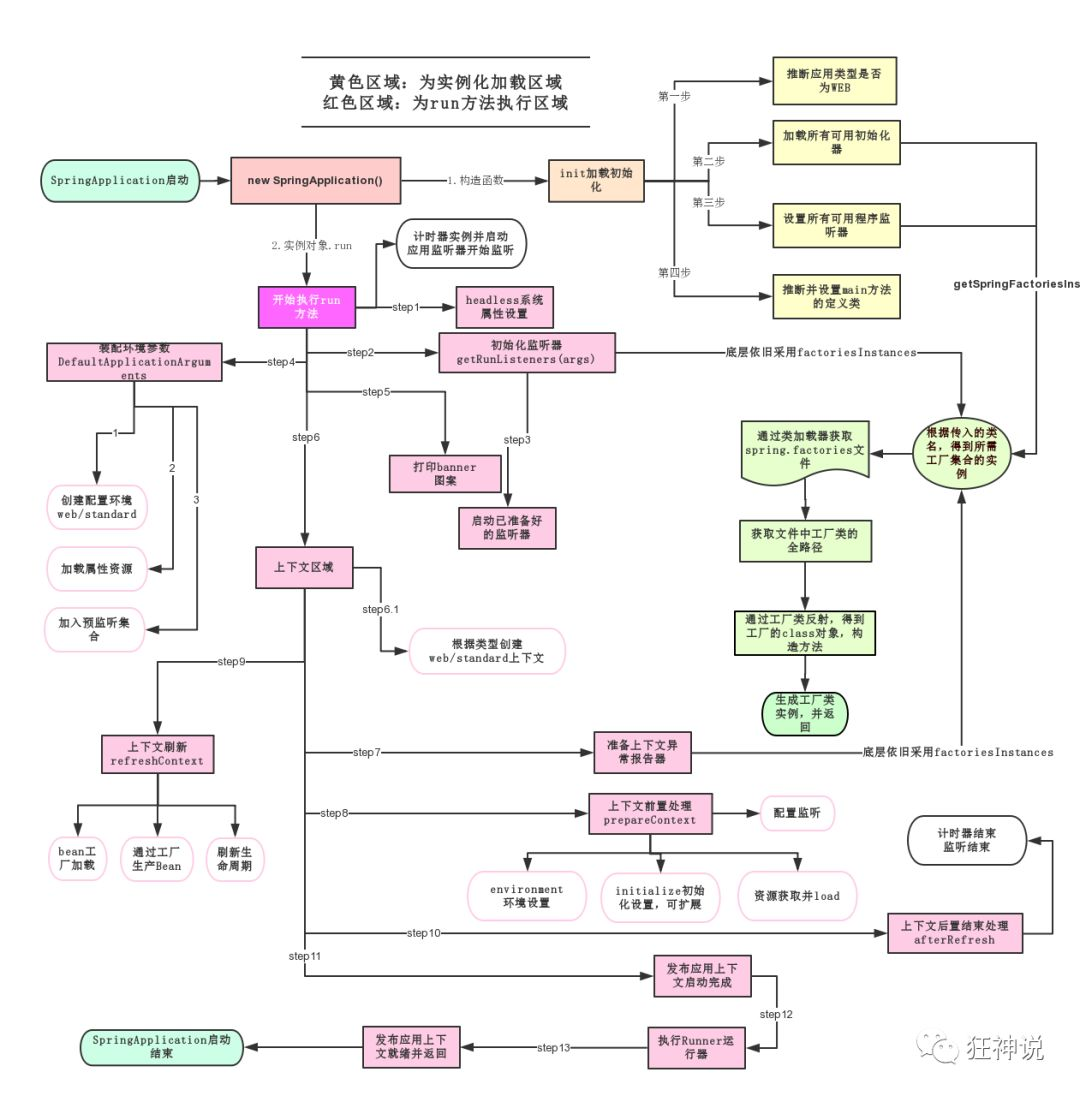 黄色区域：为实例化加载区域
红色区域：为run方法执行区域
SpringApplication启动
new SpringApplication()
1.构造函数
init加载初始
化
第一步
推断应用类型是否
为WEB
第二步
加载所有可用初始化
器
第三步
设置所有可用程序监
听器
第四步
推断并设置main方法
的定义类
getSpringFactoriesIns
2.实例对象.run
计时器实例并启动
应用监听器开始监听
开始执行run
方法
step1
headless系统
属性设置
step2
初始化监听器
getRunListeners(args)
底层依旧采用factoriesInstances
step3
启动已准备好
的监听器
step4
装配环境参数
DefaultApplicationArgum
ents
1
2
3
创建配置环境
web/standard
加载属性资源
加入预监听集
合
step5
打印banner
图案
step6
上下文区域
step6.1
根据类型创建
web/standard上下文
根据传入的类
名，得到所需
工厂集合的实
例
通过类加载器获取
spring.factories文
件
获取文件中工厂类的
全路径
通过工厂类反射，得到
工厂的class对象，构
造方法
生成工厂类
实例，并返
回
step7
准备上下文异
常报告器
底层依旧采用factoriesInstances
step8
上下文前置处理
prepareContext
配置监听
environment
环境设置
initialize初始
化设置，可扩展
资源获取并load
step9
上下文刷新
refreshContext
bean工
厂加载
通过工厂
生产Bean
刷新生
命周期
step10
上下文后置结束处理
afterRefresh
计时器结束
监听结束
step11
发布应用上下
文启动完成
step12
执行Runner运
行器
step13
发布应用上下
文就绪并返回
SpringApplication启动
结束
狂神说